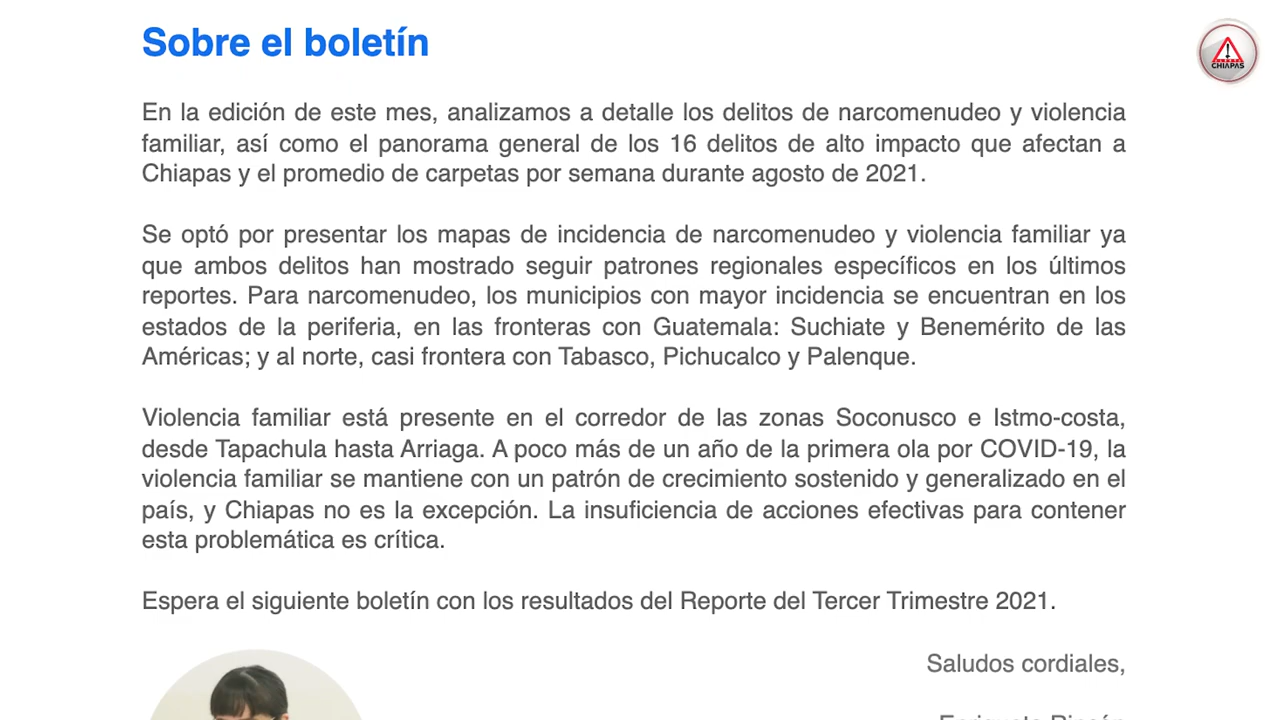 Sobre el boletín
CHIAPAS
En la edición de este mes, analizamos a detalle los delitos de narcomenudeo y violencia
familiar, así como el panorama general de los 16 delitos de alto impacto que afectan a
Chiapas y el promedio de carpetas por semana durante agosto de 2021.
Se optó por presentar los mapas de incidencia de narcomenudeo y violencia familiar ya
que ambos delitos han mostrado seguir patrones regionales específicos en los últimos
reportes. Para narcomenudeo, los municipios con mayor incidencia se encuentran en los
estados de la periferia, en las fronteras con Guatemala: Suchiate y Benemérito de las
Américas; y al norte, casi frontera con Tabasco, Pichucalco y Palenque.
Violencia familiar está presente en el corredor de las zonas Soconusco e Istmo-costa,
desde Tapachula hasta Arriaga. A poco más de un año de la primera ola por COVID-19, la
violencia familiar se mantiene con un patrón de crecimiento sostenido y generalizado en el
país, y Chiapas no es la excepción. La insuficiencia de acciones efectivas para contener
esta problemática es crítica.
Espera el siguiente boletín con los resultados del Reporte del Tercer Trimestre 2021.
Saludos cordiales,